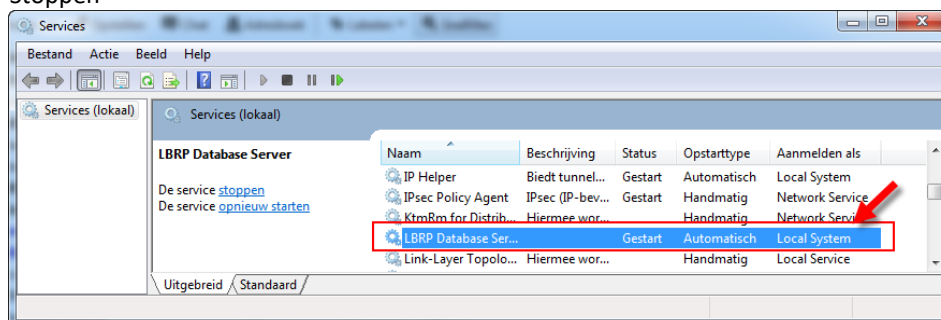 Stoppen
Services
Bestand Actie Beeld Help
Services (lokaal)
Services (lokaal)
LBRP Database Server
De service stoppen
De service opnieuw starten
Naam Beschrijving Status Opstarttype Aanmelden als
IP Helper Biedt tunnel... Gestart Automatisch Local System
IPsec Policy Agent IPsec (IP-bev... Gestart Handmatig Network Service
KtmRm for Distrib... Hiermee wor... Handmatig Network Service
LBRP Database Ser... Gestart Automatisch Local System
Link-Layer Topolo... Hiermee wor... Handmatig Local Service
Uitgebreid Standaard